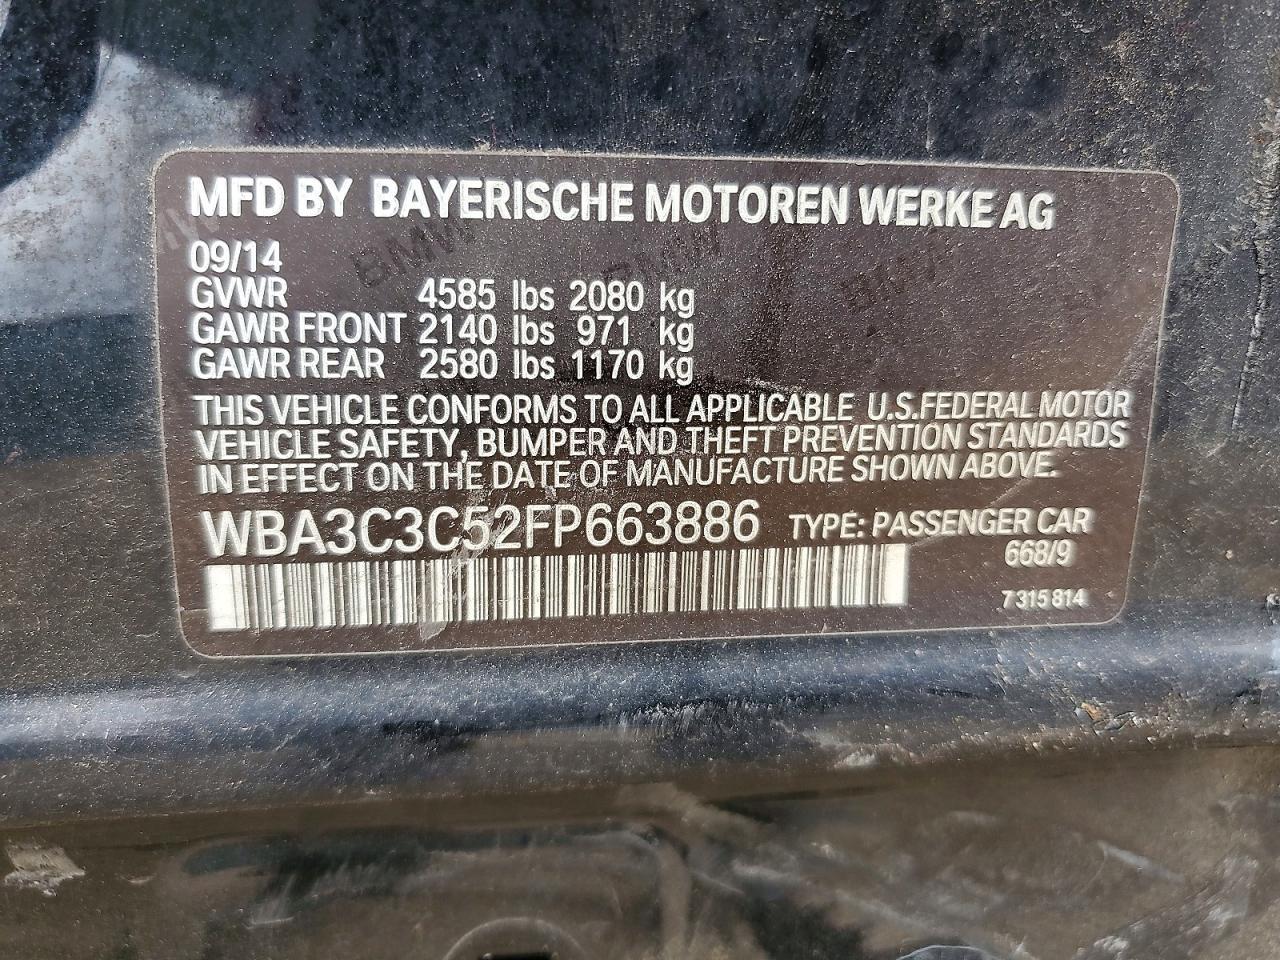 MFD BY BAYERISCHE MOTOREN WERKE AG
09/14
GVWR 4585 lbs 2080 kg
GAWR FRONT 2140 lbs 971 kg
GAWR REAR 2580 lbs 1170 kg
THIS VEHICLE CONFORMS TO ALL APPLICABLE U.S.FEDERAL MOTOR
VEHICLE SAFETY, BUMPER AND THEFT PREVENTION STANDARDS
IN EFFECT ON THE DATE OF MANUFACTURE SHOWN ABOVE.
WBA3C3C52FP663886 TYPE: PASSENGER CAR
668/9
7 315 814
BMW BMW BMW